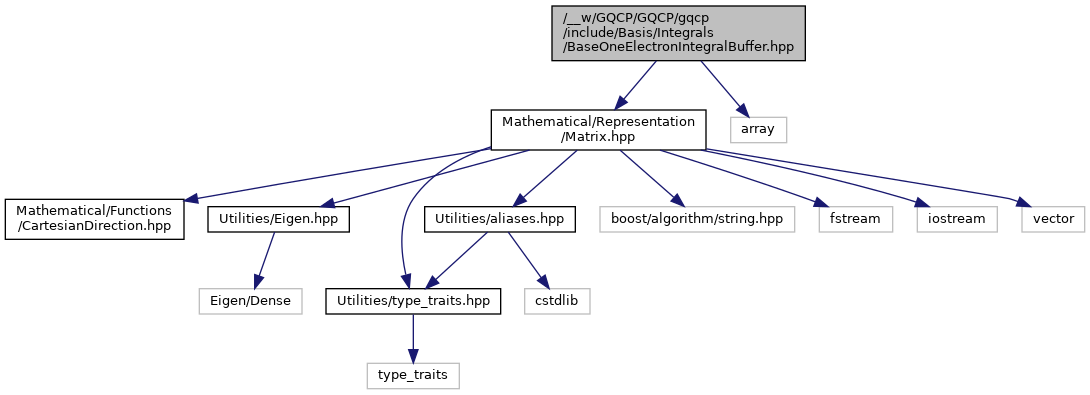 /__w/GQCP/GQCP/gqcp
/include/Basis/Integrals
/BaseOneElectronIntegralBuffer.hpp
Mathematical/Representation
/Matrix.hpp
array
Mathematical/Functions
/CartesianDirection.hpp
Utilities/Eigen.hpp
Utilities/aliases.hpp
boost/algorithm/string.hpp
fstream
iostream
vector
Eigen/Dense
Utilities/type_traits.hpp
cstdlib
type_traits